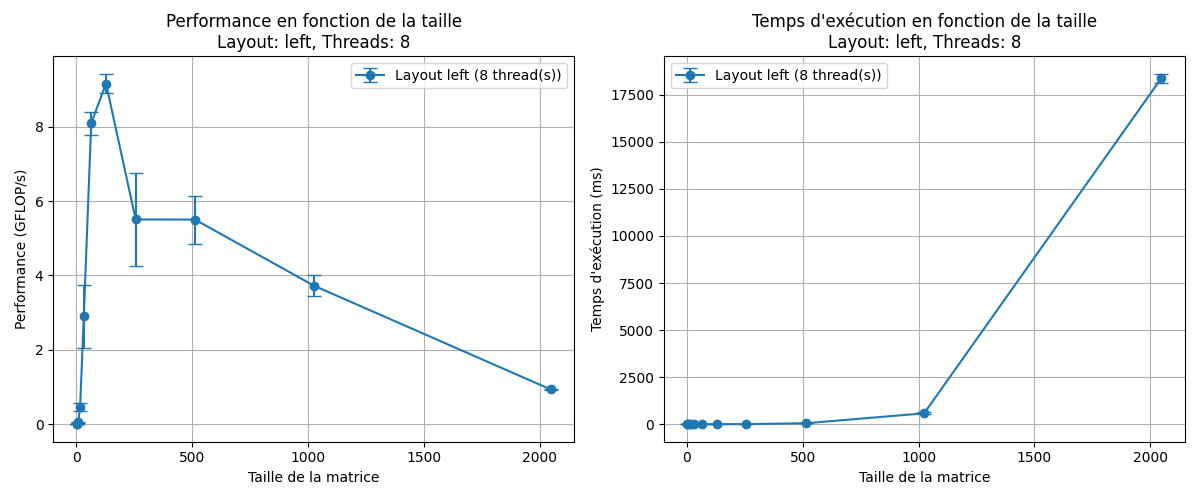 Performance en fonction de la taille
Layout: left, Threads: 8
Layout left (8 thread(s))
8
6
4
2
0
Performance (GFLOP/s)
0 500 1000 1500 2000
Taille de la matrice
Temps d'exécution en fonction de la taille
Layout: left, Threads: 8
Layout left (8 thread(s))
17500
15000
12500
10000
7500
5000
2500
0
Temps d'exécution (ms)
0 500 1000 1500 2000
Taille de la matrice